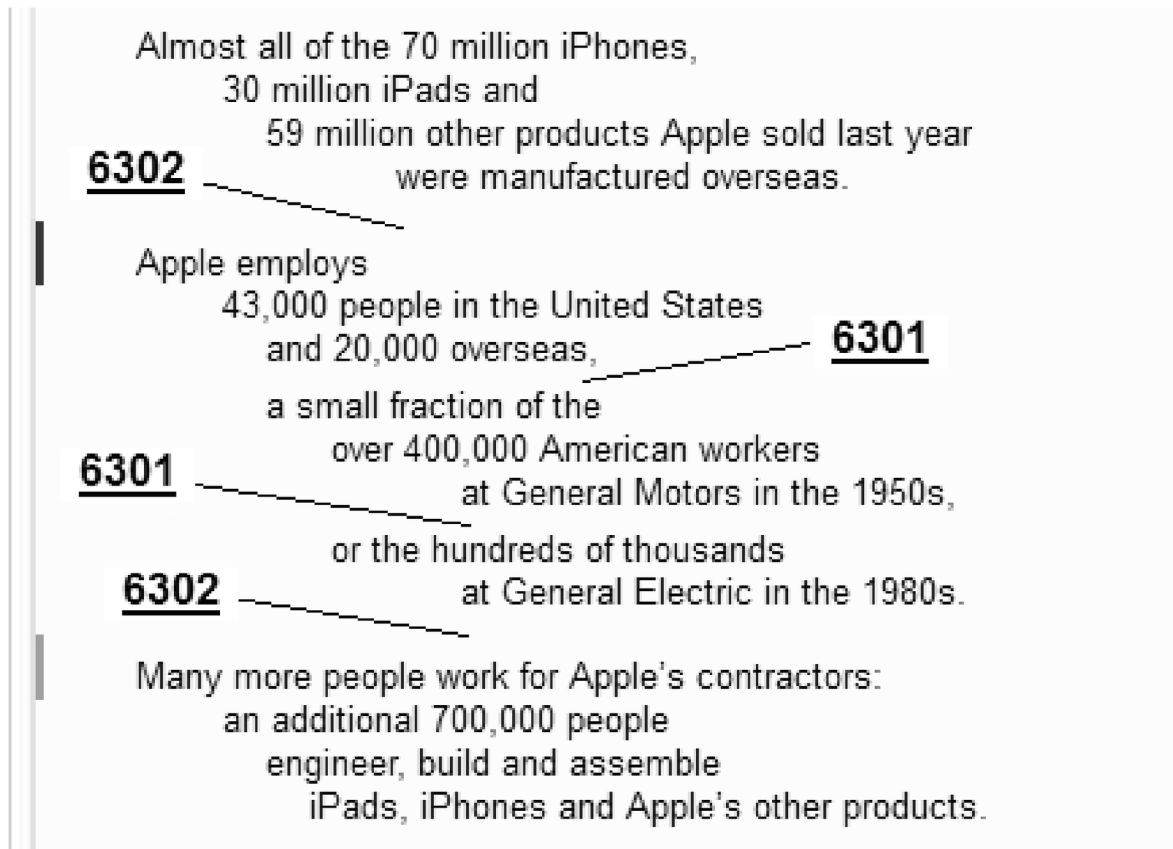 Almost all of the 70 million iPhones,
30 million iPads and
59 million other products Apple sold last year
6302
were manufactured overseas.
Apple employs
43,000 people in the United States
6301
and 20,000 overseas,
a small fraction of the
over 400,000 American workers
6301
at General Motors in the 1950s,
or the hundreds of thousands
6302
at General Electric in the 1980s.
Many more people work for Apple's contractors:
an additional 700,000 people
engineer, build and assemble
iPads, iPhones and Apple's other products.